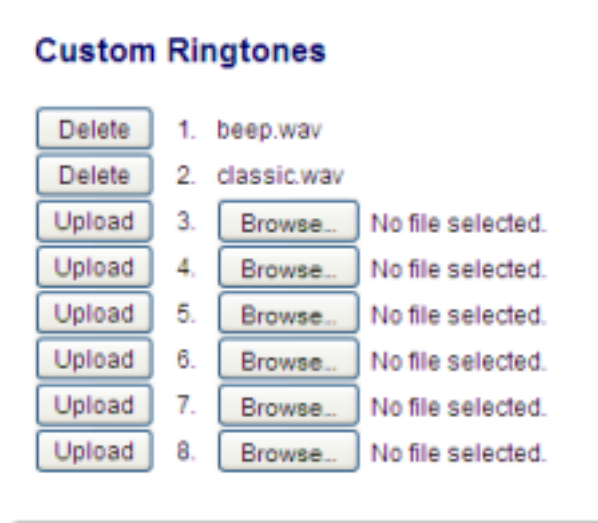 Custom Ringtones
Delete 1. beep.wav
Delete 2. classic.wav
Upload 3. Browse... No file selected.
Upload 4. Browse... No file selected.
Upload 5. Browse... No file selected.
Upload 6. Browse... No file selected.
Upload 7. Browse... No file selected.
Upload 8. Browse... No file selected.